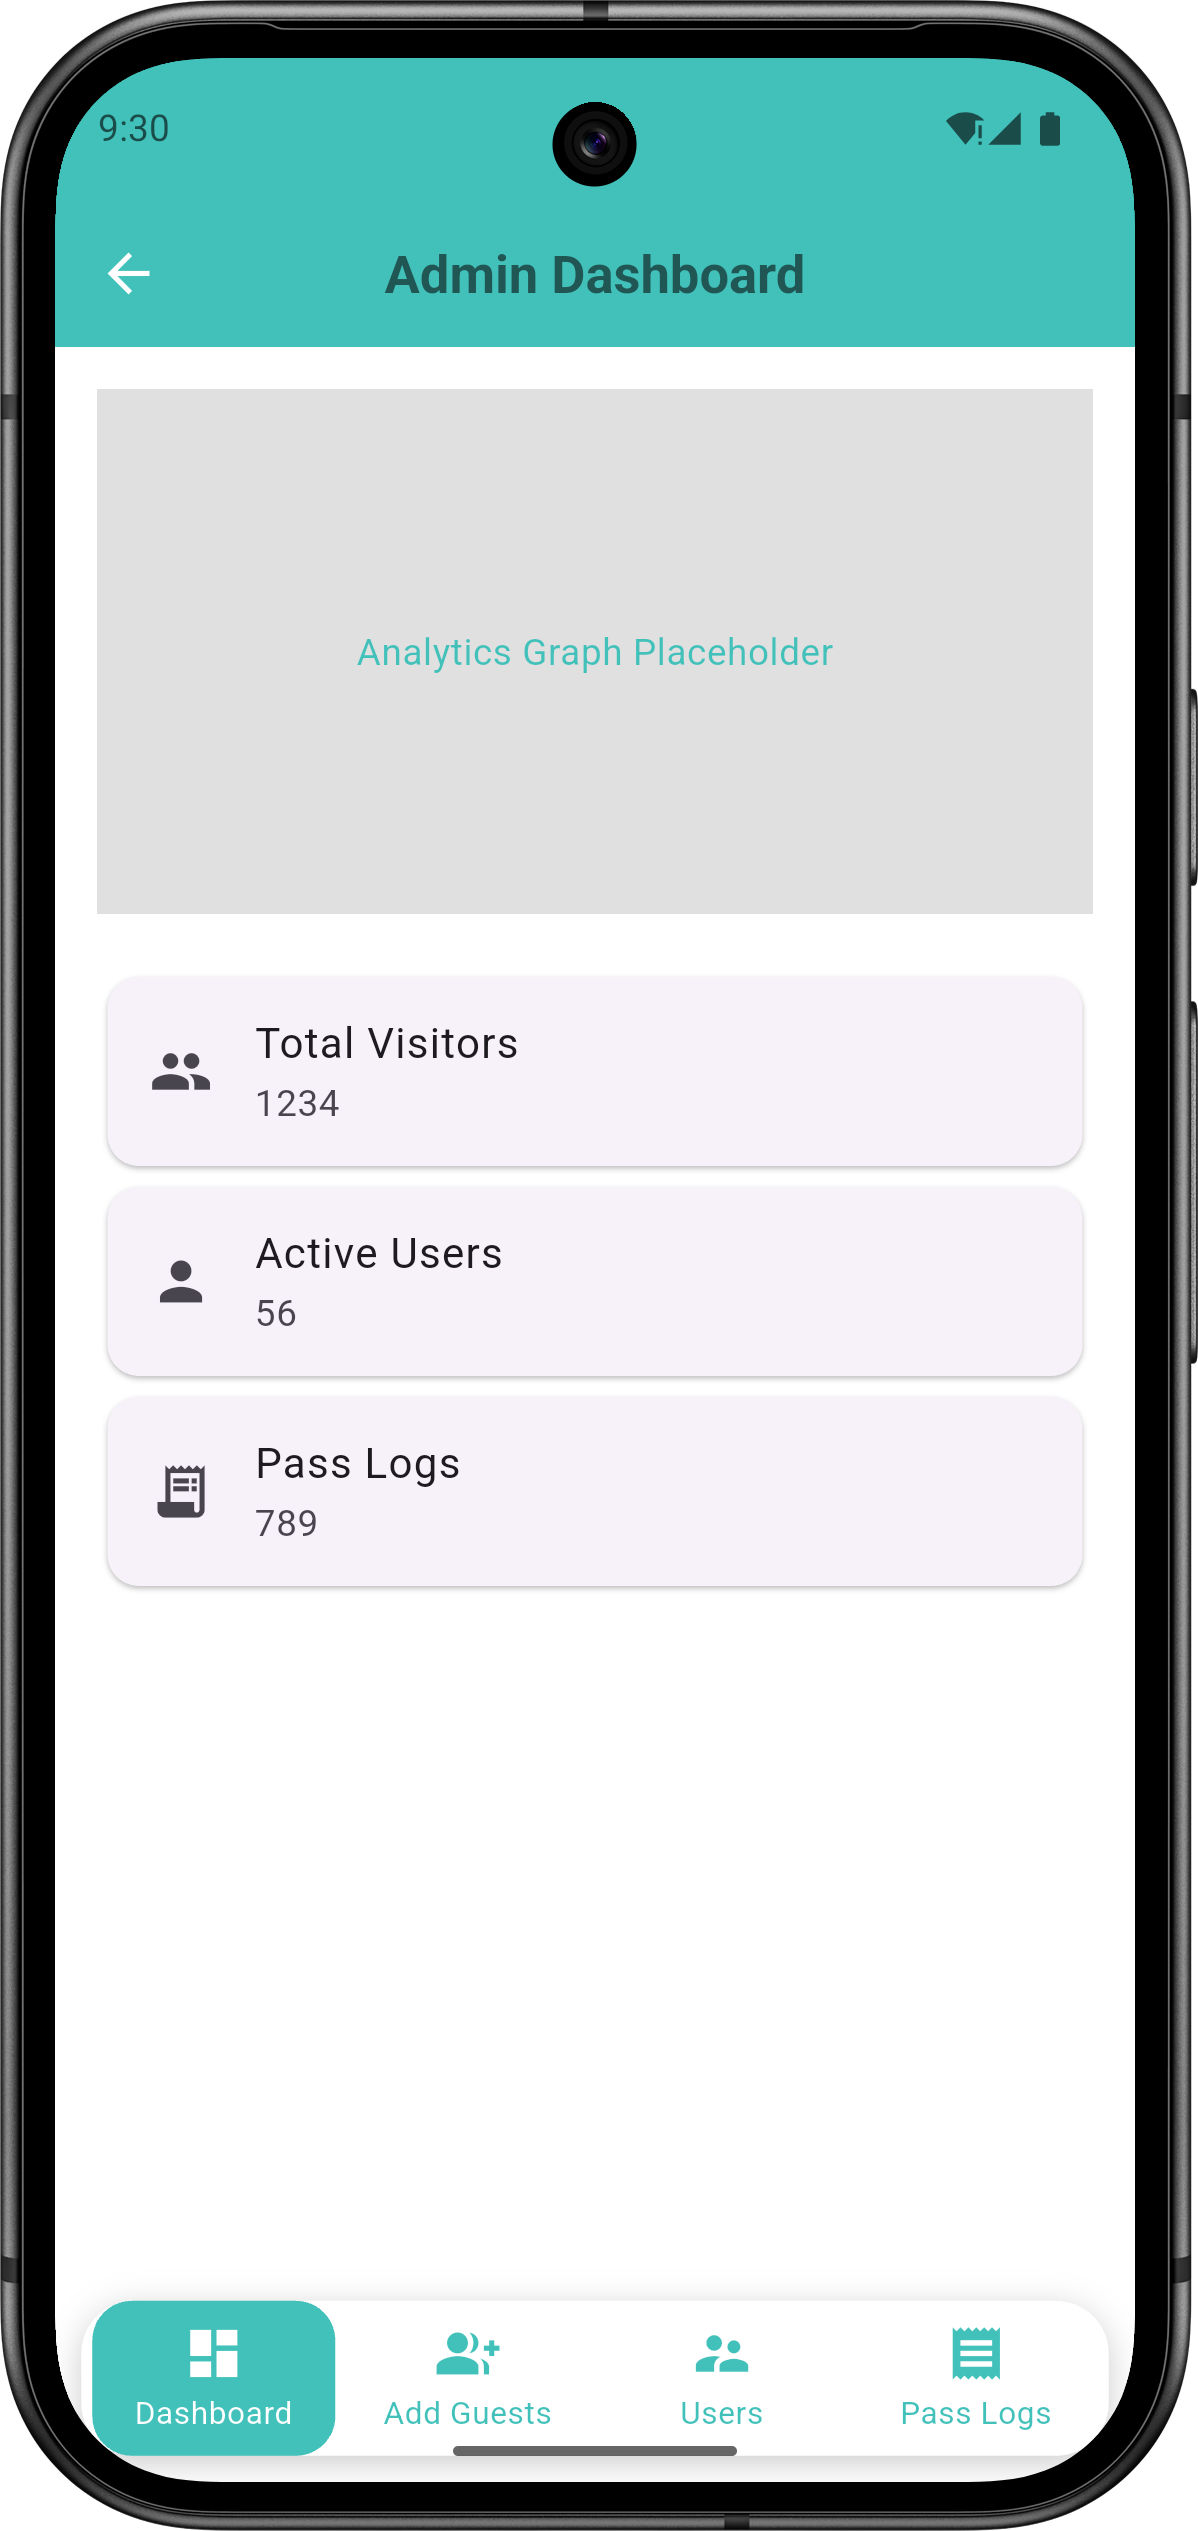 9:30
Admin Dashboard
Analytics Graph Placeholder
Total Visitors
1234
Active Users
56
Pass Logs
789
Dashboard
Add Guests
Users
Pass Logs